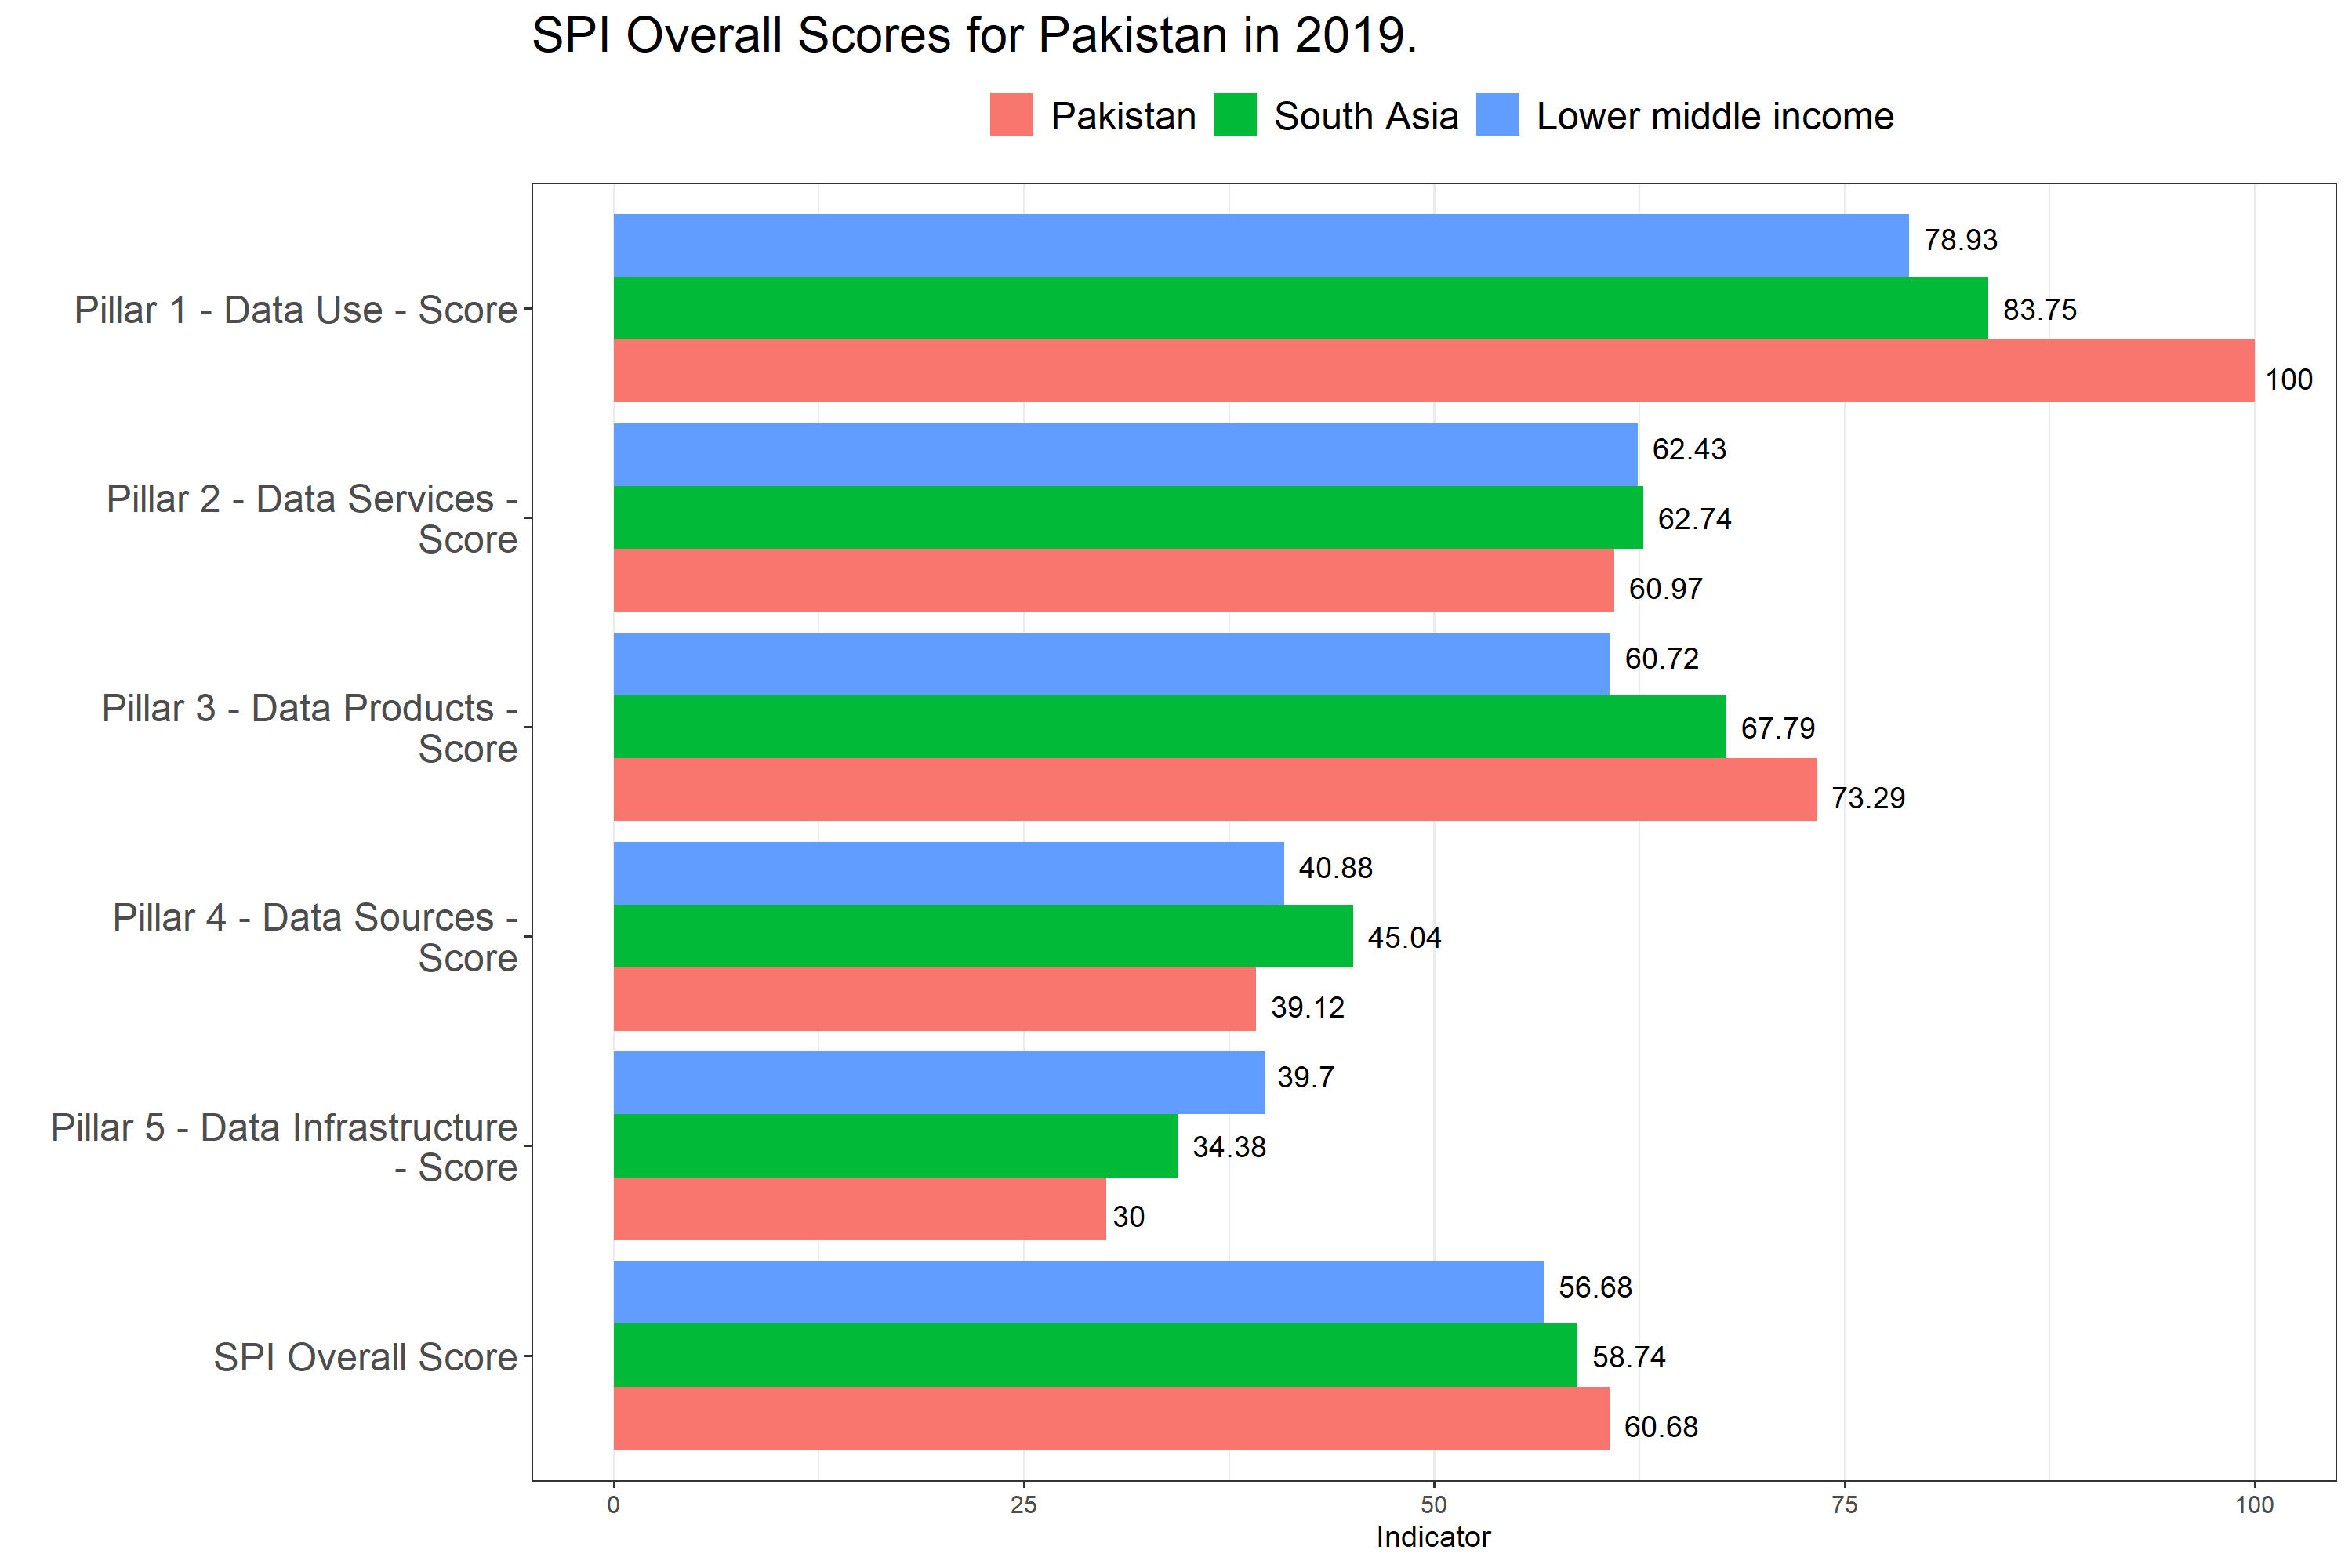 SPI Overall Scores for Pakistan in 2019.
Pakistan South Asia Lower middle income
Pillar 1 - Data Use - Score
78.93
83.75
100
Pillar 2 - Data Services -
Score
62.43
62.74
60.97
Pillar 3 - Data Products -
Score
60.72
67.79
73.29
Pillar 4 - Data Sources -
Score
40.88
45.04
39.12
Pillar 5 - Data Infrastructure
- Score
39.7
34.38
30
SPI Overall Score
56.68
58.74
60.68
0 25 50 75 100
Indicator